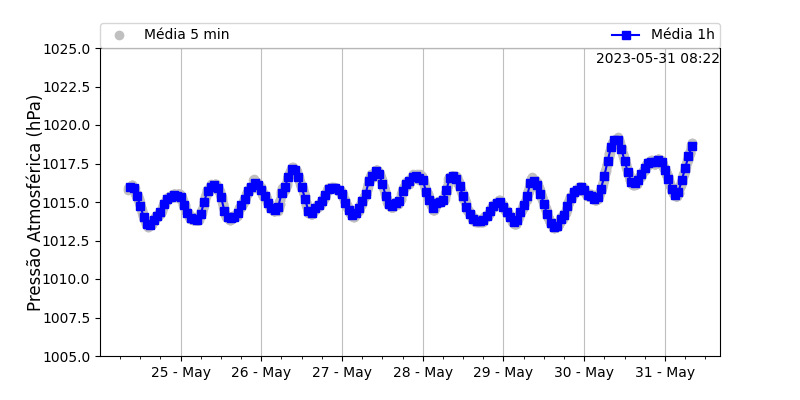 Média 5 min
Média 1h
2023-05-31 08:22
Pressão Atmosférica (hPa)
1025.0
1022.5
1020.0
1017.5
1015.0
1012.5
1010.0
1007.5
1005.0
25 - May
26 - May
27 - May
28 - May
29 - May
30 - May
31 - May